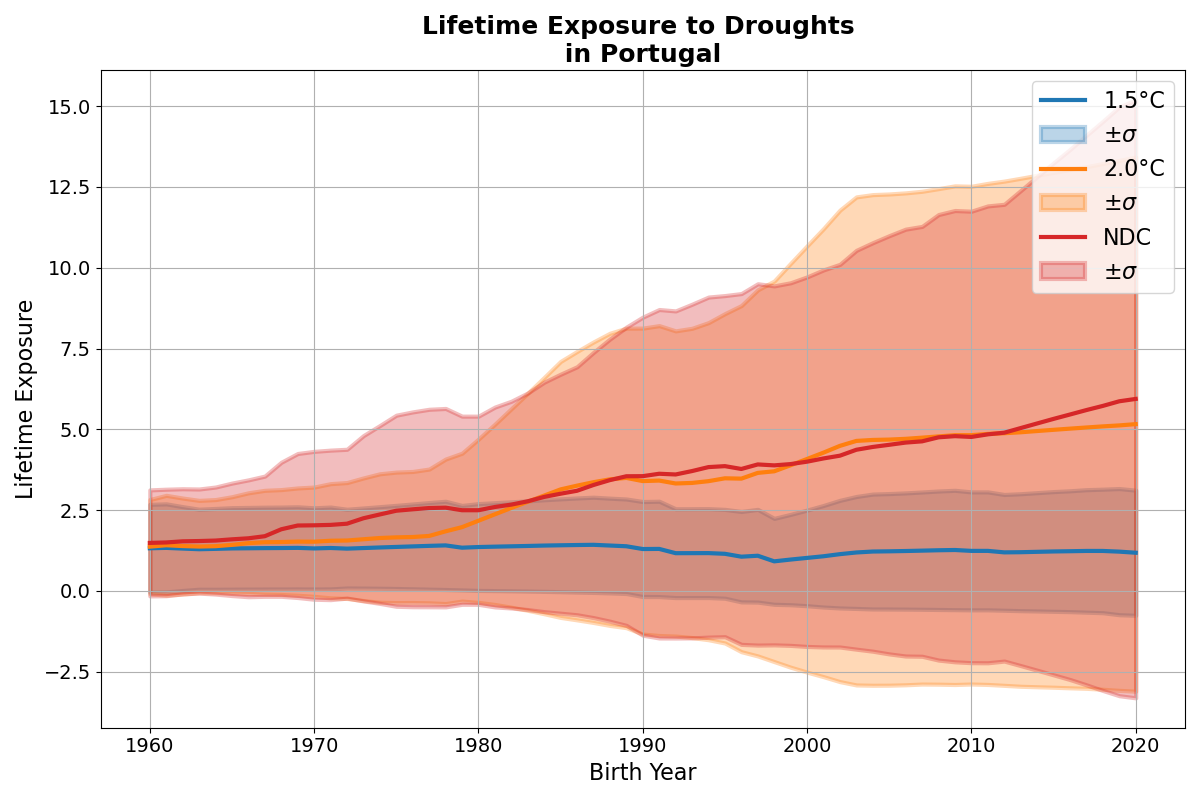 Lifetime Exposure to Droughts
in Portugal
Lifetime Exposure
15.0
12.5
10.0
7.5
5.0
2.5
0.0
−2.5
1960 1970 1980 1990 2000 2010 2020
Birth Year
1.5°C
±σ
2.0°C
±σ
NDC
±σ